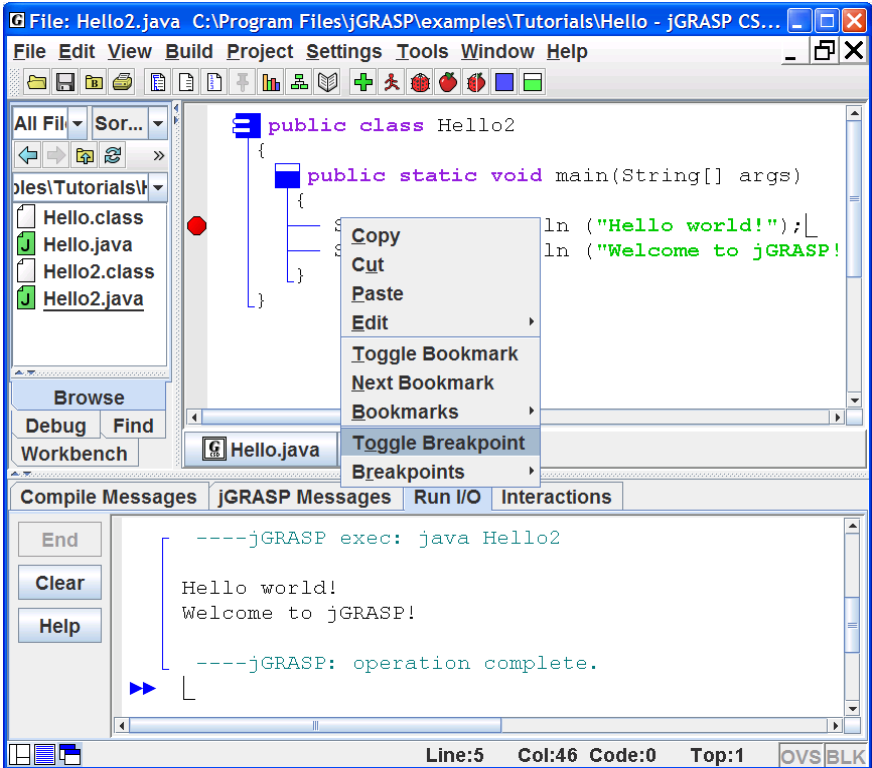 File: Hello2.java  C:\Program Files\jGRASP\examples\Tutorials\Hello - jGRASP CS...
File Edit View Build Project Settings Tools Window Help
All Fil Sor...
»
ples\Tutorials\H
Hello.class
Hello.java
Hello2.class
Hello2.java
Browse
Debug Find
Workbench
public class Hello2
{
public static void main(String[] args)
{
S ln ("Hello world!");
S ln ("Welcome to jGRASP!
}
}
Copy
Cut
Paste
Edit
Toggle Bookmark
Next Bookmark
Bookmarks
Toggle Breakpoint
Breakpoints
Hello.java
Compile Messages jGRASP Messages Run I/O Interactions
End
Clear
Help
----jGRASP exec: java Hello2
Hello world!
Welcome to jGRASP!
----jGRASP: operation complete.
Line:5 Col:46 Code:0 Top:1 OVS BLK